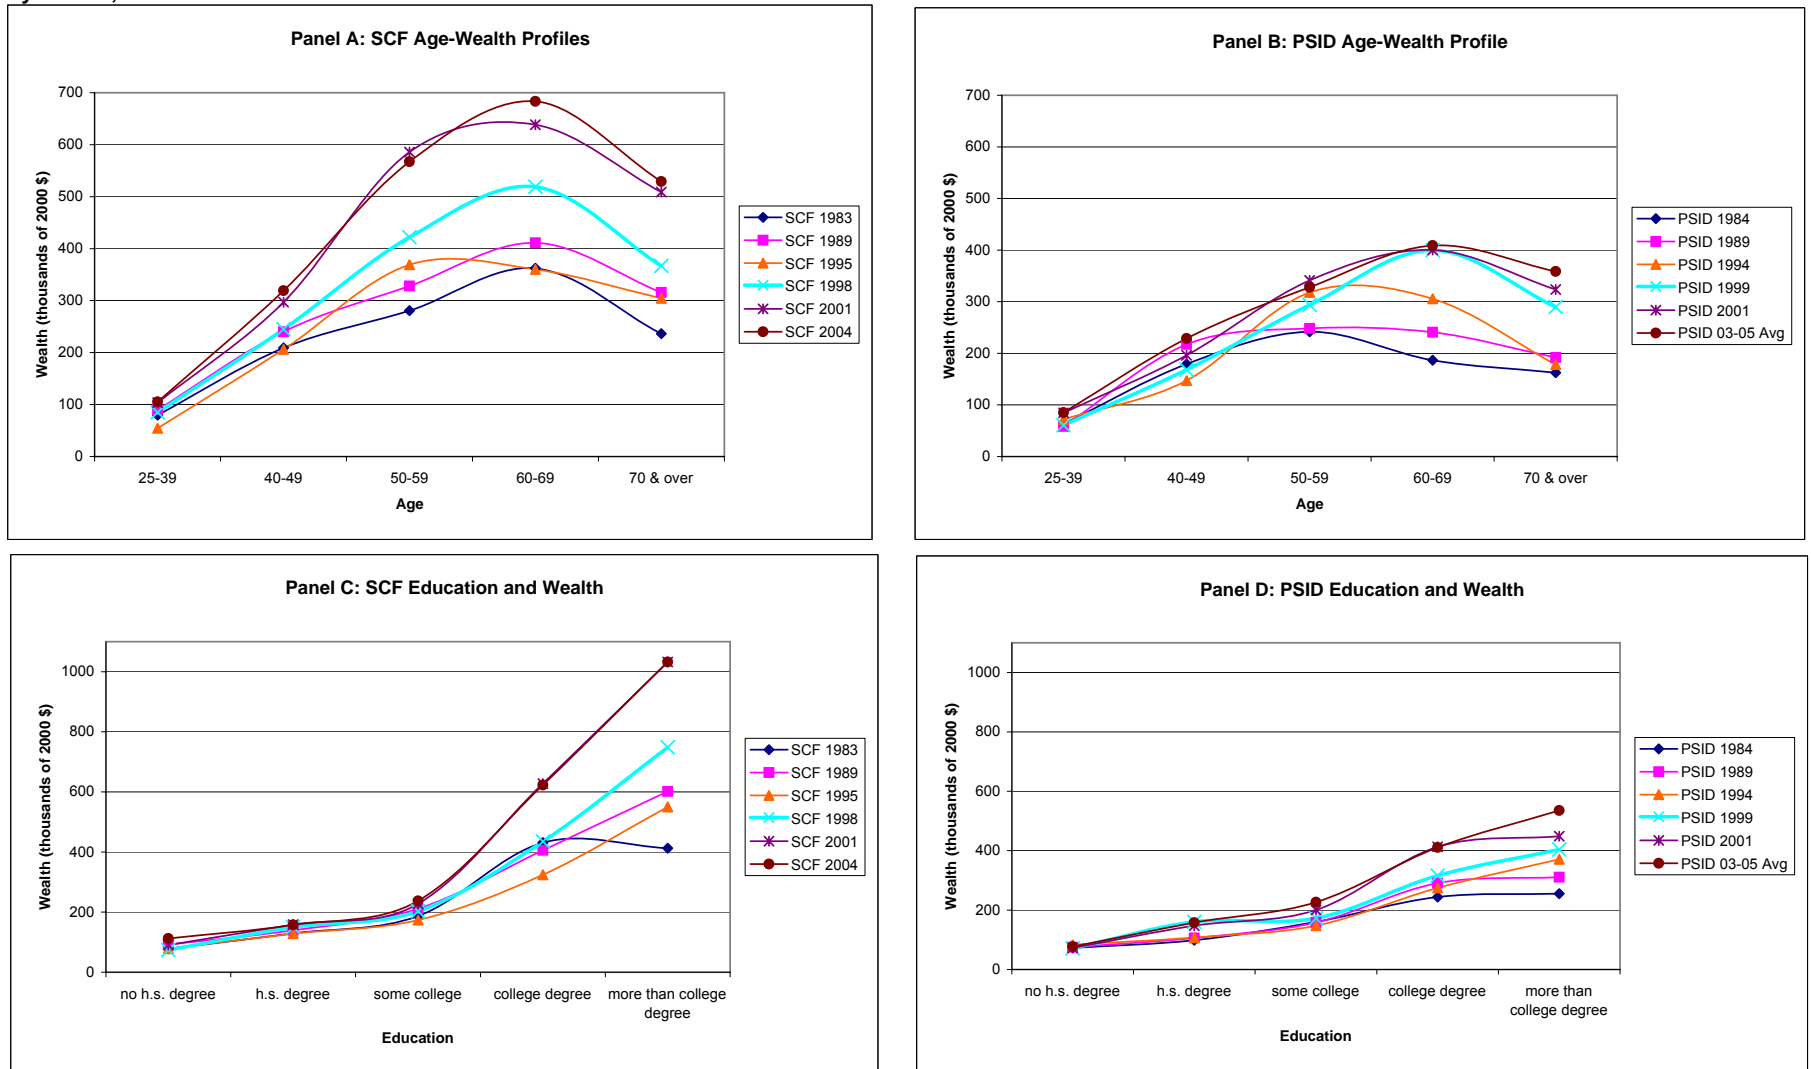 Panel A: SCF Age-Wealth Profiles
Wealth (thousands of 2000 $)
700
600
500
400
300
200
100
0
25-39 40-49 50-59 60-69 70 & over
Age
SCF 1983
SCF 1989
SCF 1995
SCF 1998
SCF 2001
SCF 2004
Panel B: PSID Age-Wealth Profile
Wealth (thousands of 2000 $)
700
600
500
400
300
200
100
0
25-39 40-49 50-59 60-69 70 & over
Age
PSID 1984
PSID 1989
PSID 1994
PSID 1999
PSID 2001
PSID 03-05 Avg
Panel C: SCF Education and Wealth
Wealth (thousands of 2000 $)
1000
800
600
400
200
0
no h.s. degree h.s. degree some college college degree more than college
degree
Education
SCF 1983
SCF 1989
SCF 1995
SCF 1998
SCF 2001
SCF 2004
Panel D: PSID Education and Wealth
Wealth (thousands of 2000 $)
1000
800
600
400
200
0
no h.s. degree h.s. degree some college college degree more than
college degree
Education
PSID 1984
PSID 1989
PSID 1994
PSID 1999
PSID 2001
PSID 03-05 Avg